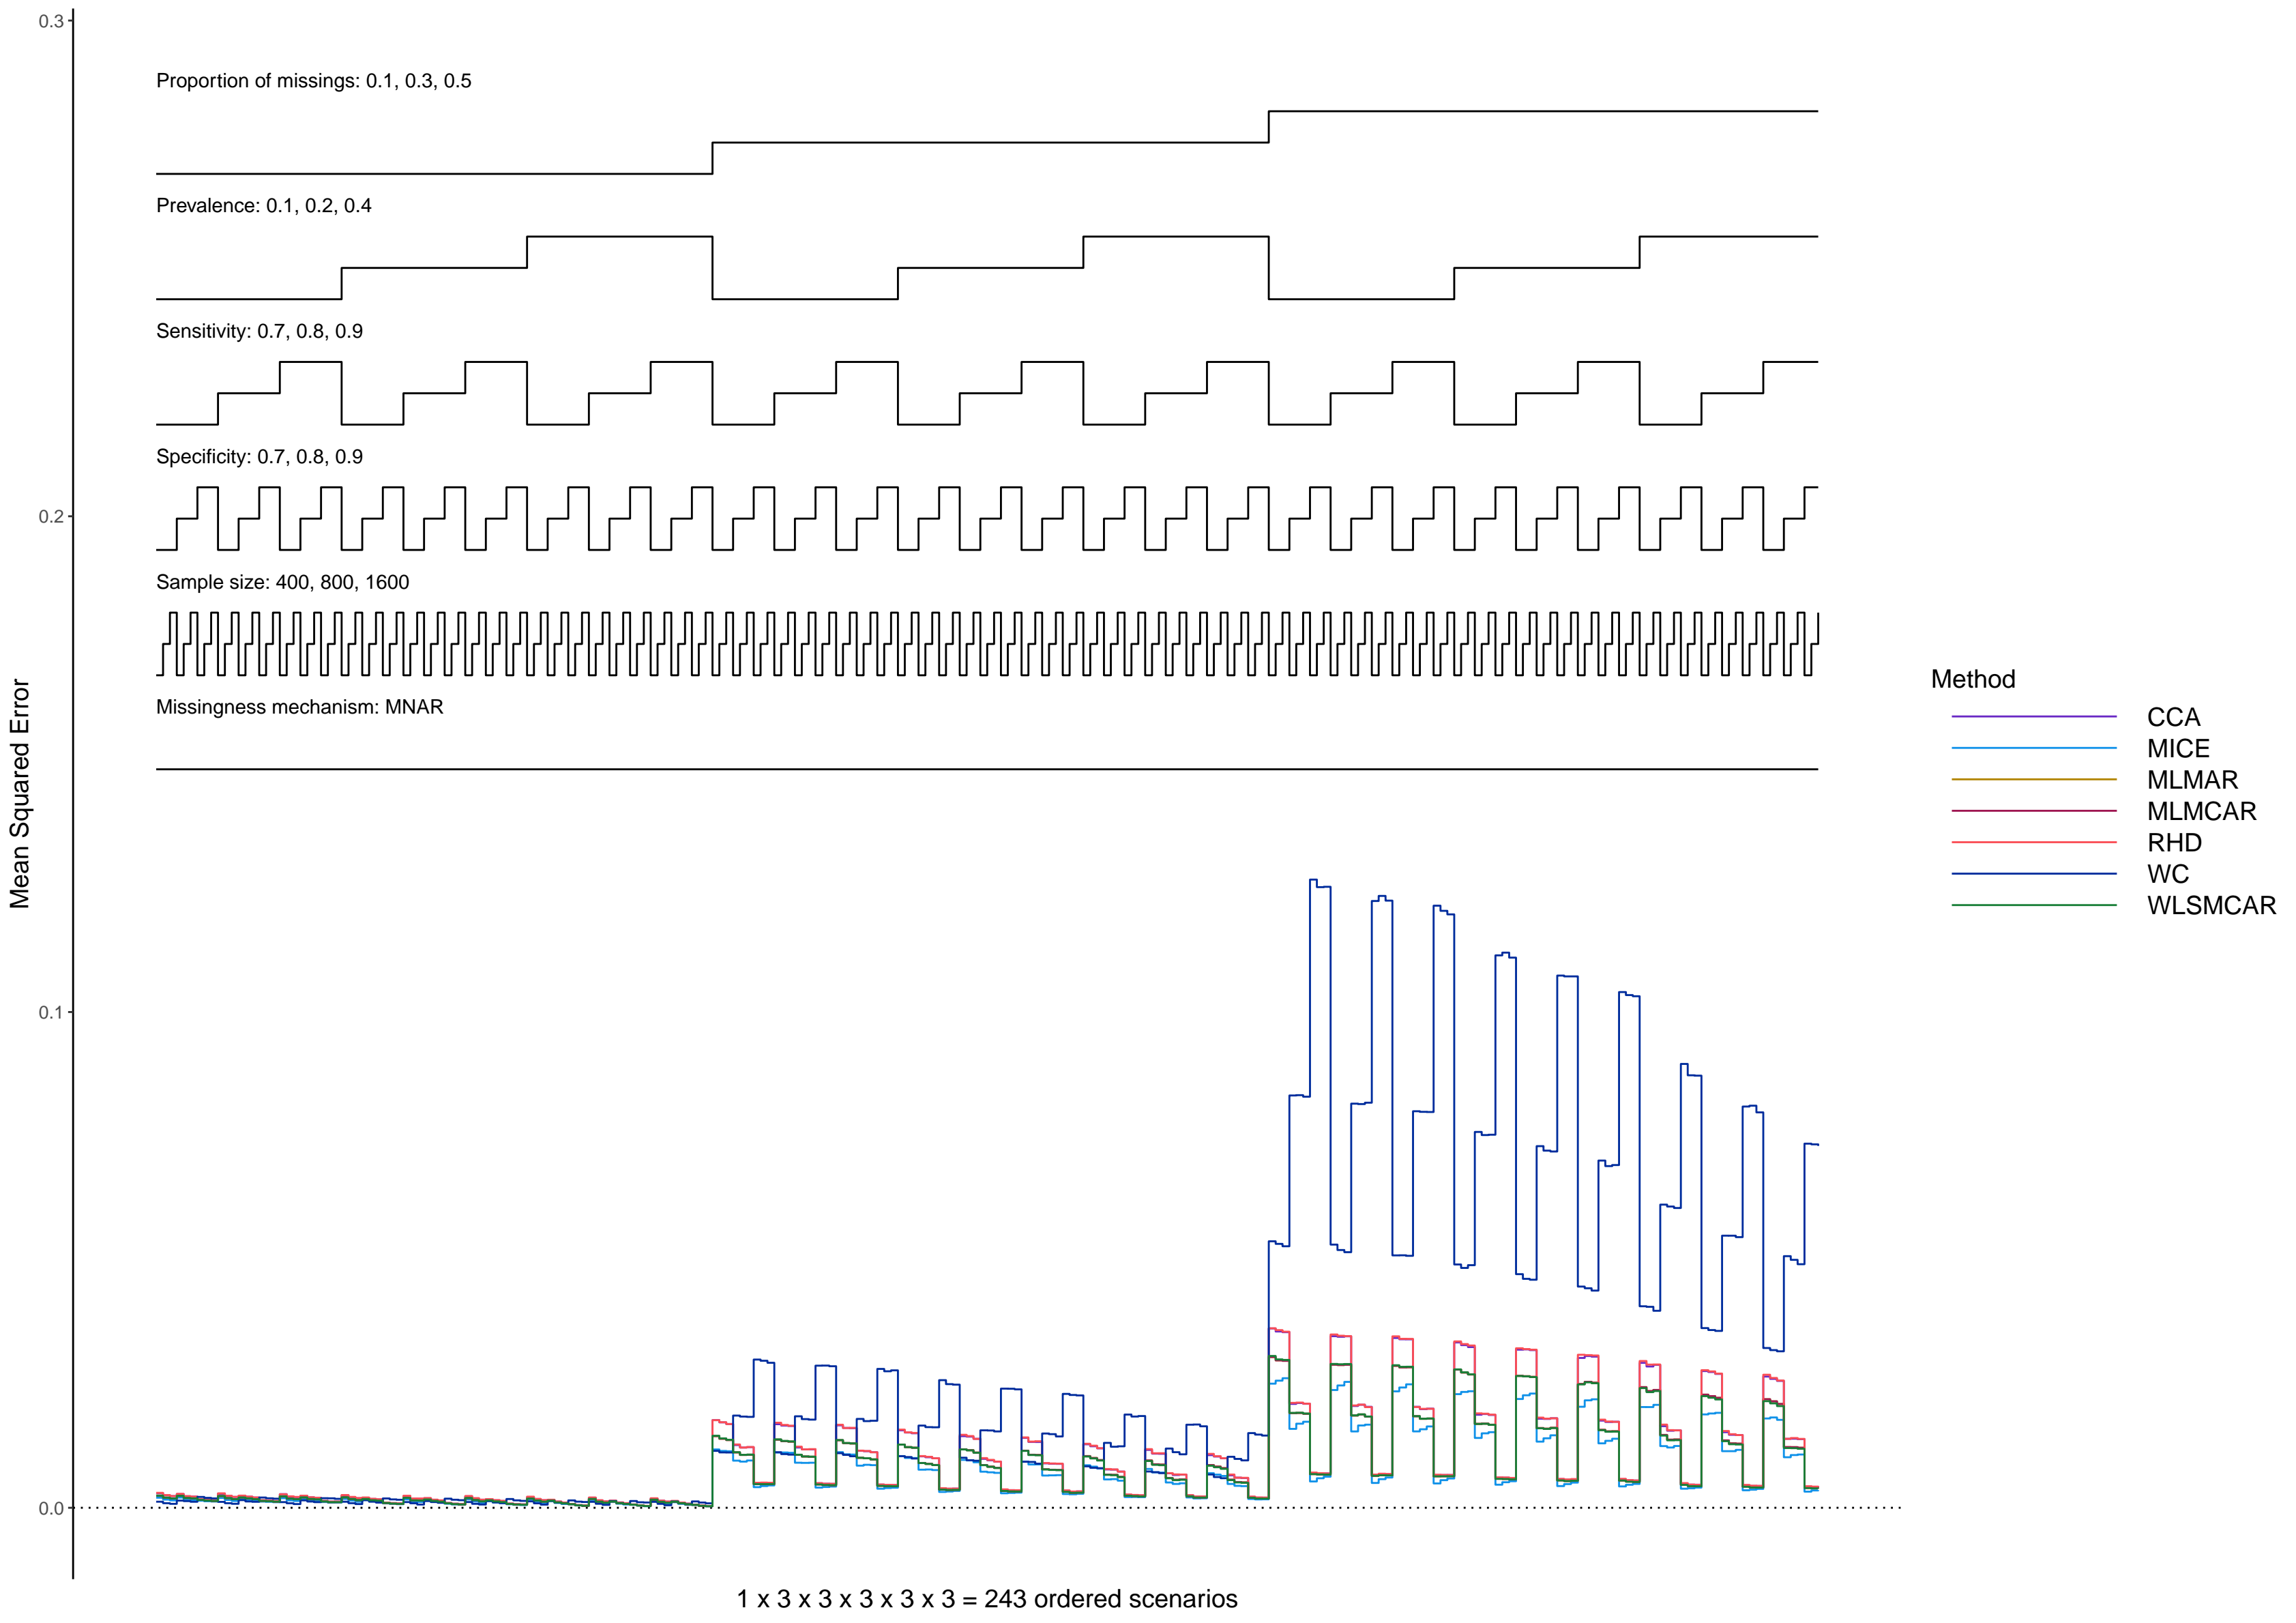 0.3
Proportion of missings: 0.1, 0.3, 0.5
Prevalence: 0.1, 0.2, 0.4
Sensitivity: 0.7, 0.8, 0.9
Specificity: 0.7, 0.8, 0.9
0.2
Sample size: 400, 800, 1600
Missingness mechanism: MNAR
Mean Squared Error
0.1
0.0
1 x 3 x 3 x 3 x 3 x 3 = 243 ordered scenarios
Method
CCA
MICE
MLMAR
MLMCAR
RHD
WC
WLSMCAR